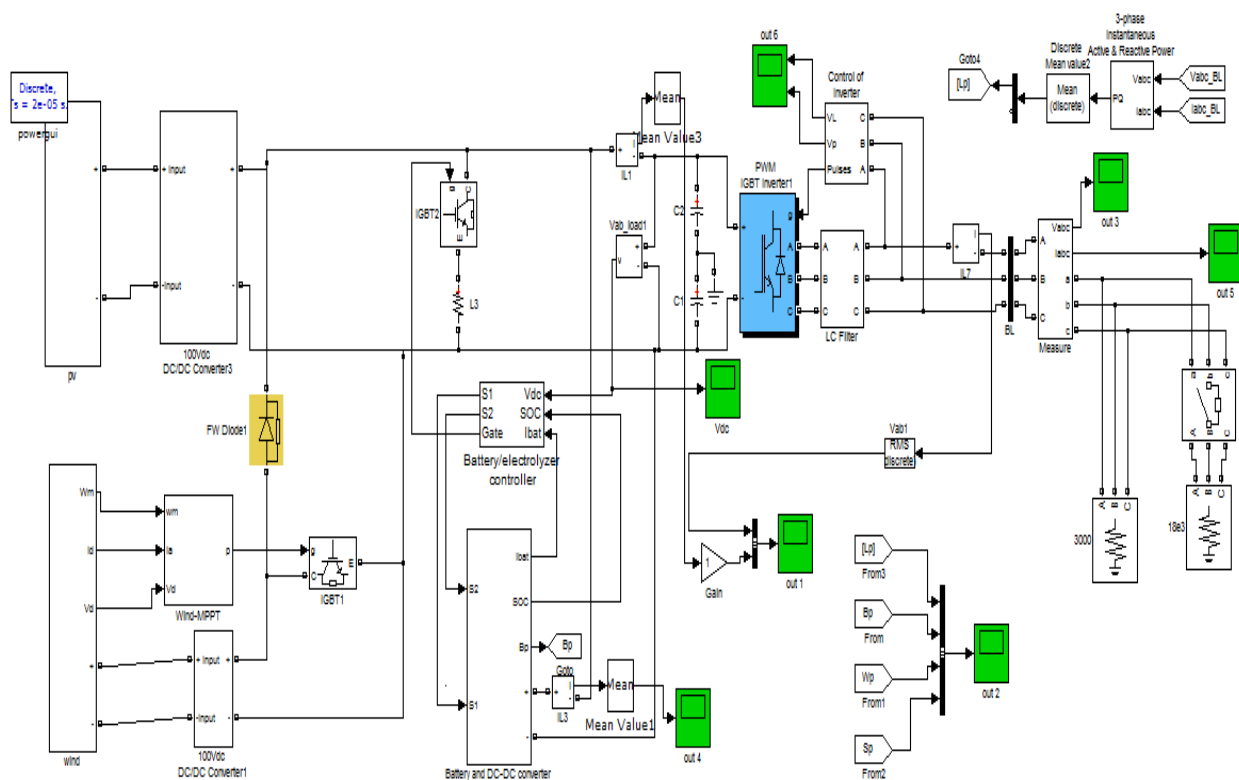 Discrete,
s = 2e-05 s.
powergui
+
-
pv
+ Input
-Input
+
-
100Vdc
DC/DC Converter3
FW Diode1
Wm
Id
Vd
+
-
wind
wm
Ia
Vd
p
Wind-MPPT
g
C
E
IGBT1
+ Input
-Input
+
-
100Vdc
DC/DC Converter1
g
C
E
IGBT2
L3
S1
S2
Gate
Vdc
SOC
Ibat
Battery/electrolyzer
controller
S2
S1
Ibat
SOC
Bp
+
-
Battery and DC-DC converter
Bp
Goto
+
I
-
IL3
Mean
Mean Value1
out 4
+
I
-
IL1
Mean
Mean Value3
Vab_load1
v
+
-
C2
C1
Vdc
out 6
Control of
Inverter
VL
Vp
Pulses
C
B
A
PWM
IGBT Inverter1
g
+
-
A
B
C
A
B
C
A
B
C
LC Filter
+
I
-
IL7
BL
A
B
C
Vabc
Iabc
a
b
c
Measure
out 3
out 5
Goto4
[Lp]
Discrete
Mean value2
Mean
(discrete)
3-phase
Instantaneous
Active & Reactive Power
PQ
Vabc
Iabc
Vabc_BL
Iabc_BL
Vab1
RMS
discrete)
1
Gain
out 1
[Lp]
From3
Bp
From
Wp
From1
Sp
From2
out 2
A
B
C
3000
a
b
c
A
B
C
A
B
C
18e3